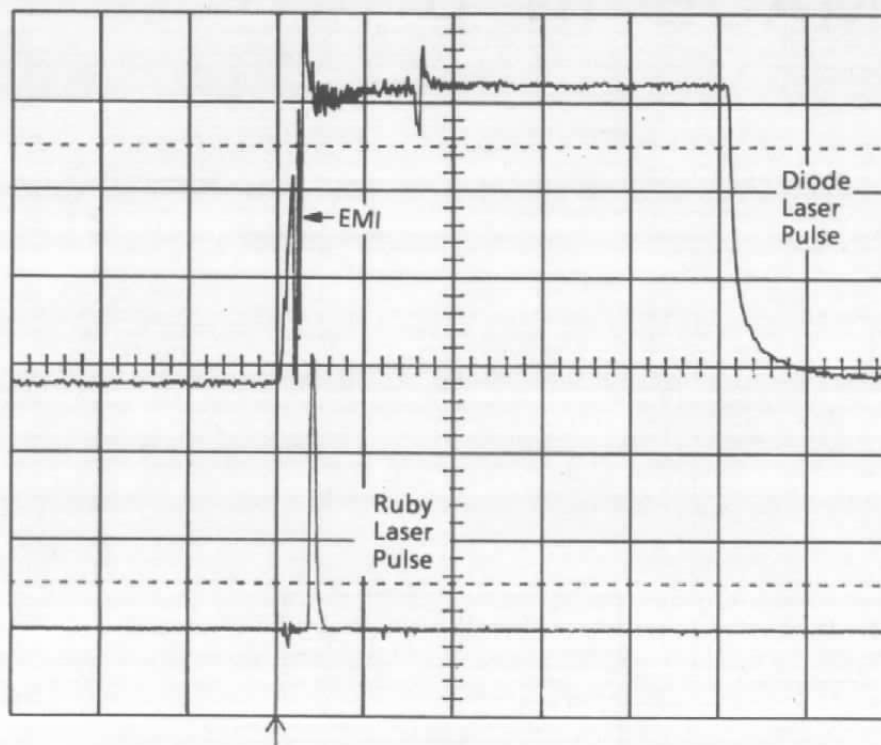 EMI
Diode
Laser
Pulse
Ruby
Laser
Pulse